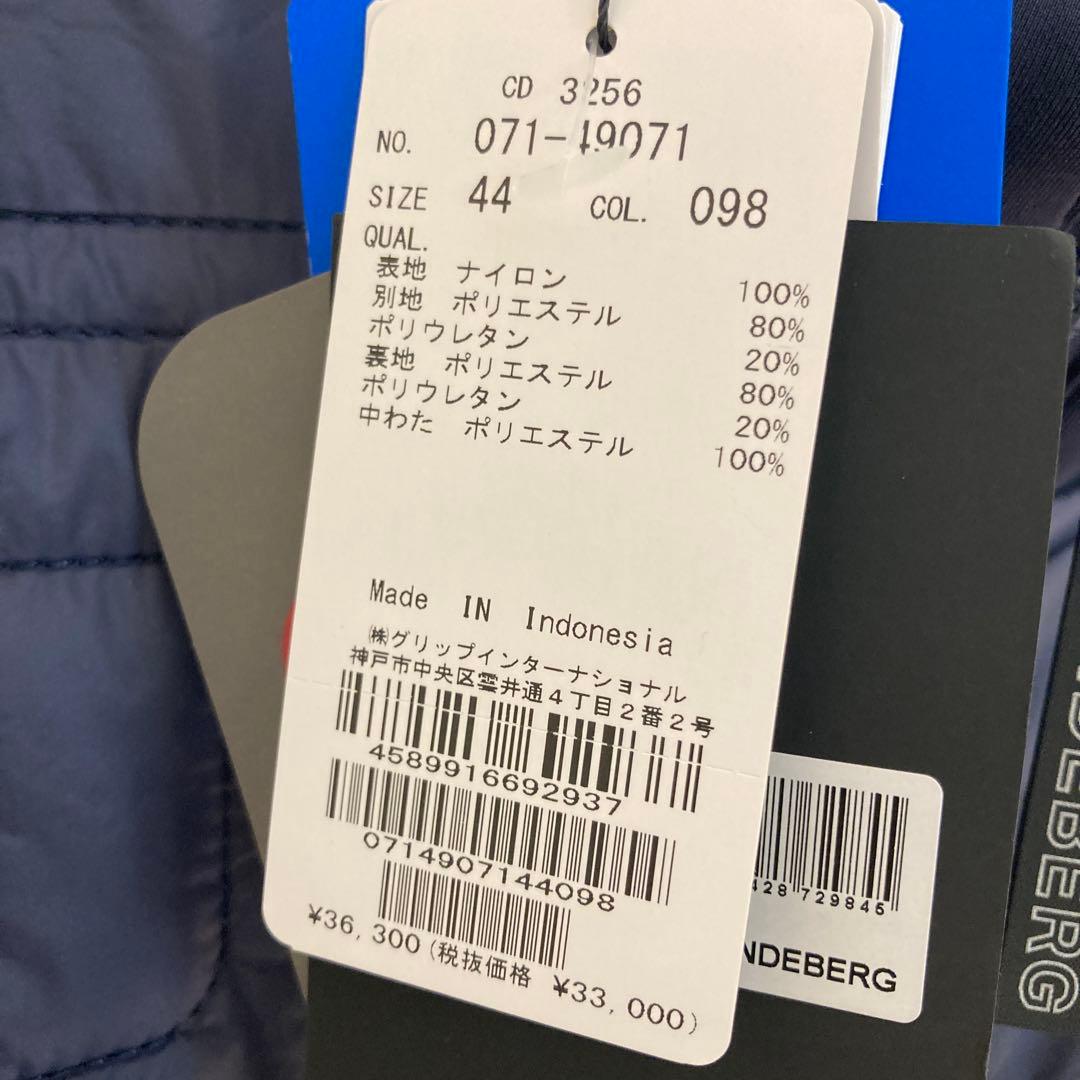 CD 3256
NO. 071-49071
SIZE 44 COL. 098
QUAL.
表地 ナイロン 100%
別地 ポリエステル 80%
ポリウレタン 20%
裏地 ポリエステル 80%
ポリウレタン 20%
中わた ポリエステル 100%
Made IN Indonesia
㈱グリップインターナショナル
神戸市中央区雲井通4丁目2番2号
4589916692937
0714907144098
¥36,300(税抜価格 ¥33,000)
428 729845
NDEBERG
DEBERG